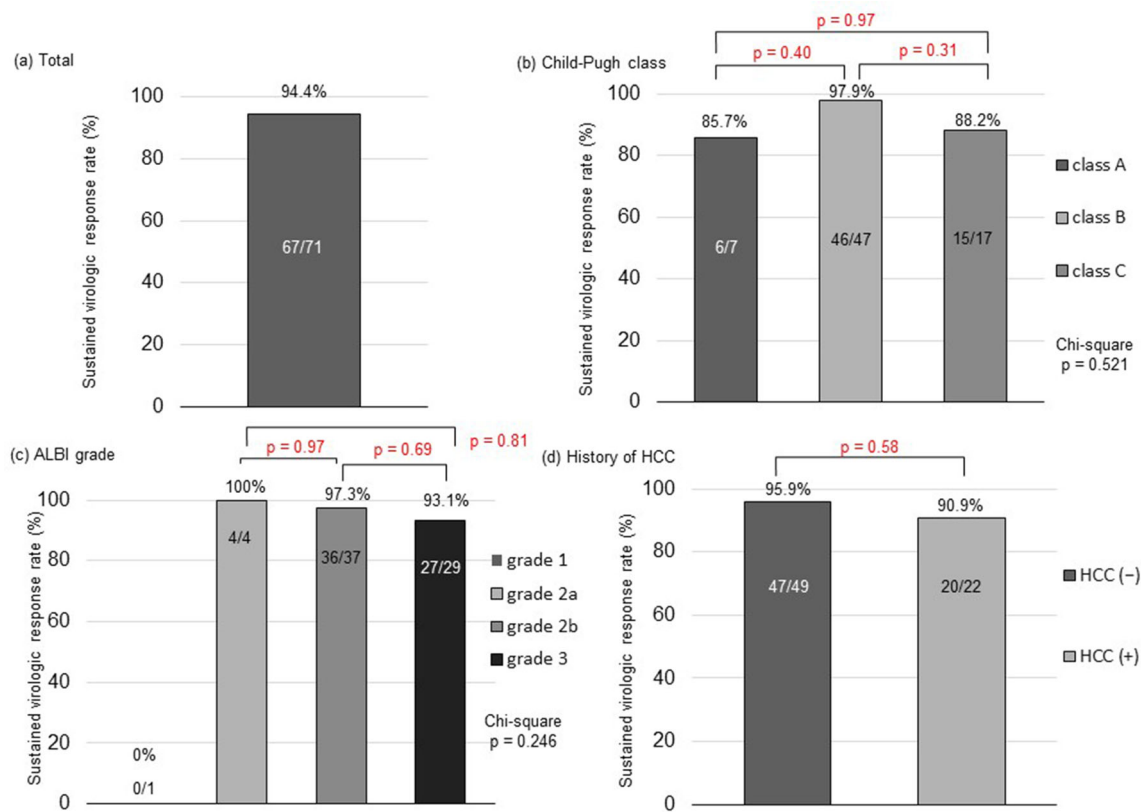 (a) Total
Sustained virologic response rate (%)
100
80
60
40
20
0
94.4%
67/71
(b) Child-Pugh class
p = 0.97
p = 0.40
p = 0.31
Sustained virologic response rate (%)
100
80
60
40
20
0
85.7%
97.9%
88.2%
6/7
46/47
15/17
class A
class B
class C
Chi-square
p = 0.521
(c) ALBI grade
p = 0.81
p = 0.97
p = 0.69
Sustained virologic response rate (%)
100
80
60
40
20
0
100%
97.3%
93.1%
4/4
36/37
27/29
0%
0/1
grade 1
grade 2a
grade 2b
grade 3
Chi-square
p = 0.246
(d) History of HCC
p = 0.58
Sustained virologic response rate (%)
100
80
60
40
20
0
95.9%
90.9%
47/49
20/22
HCC (−)
HCC (+)